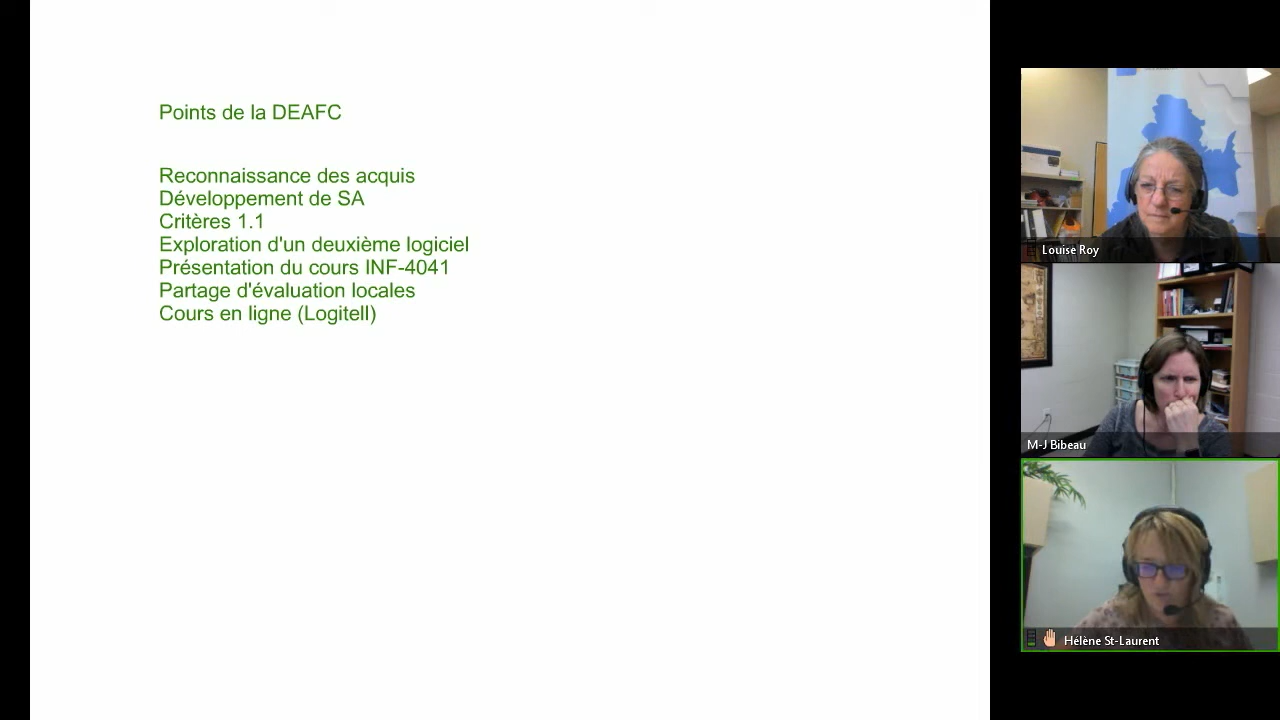 Points de la DEAFC
Reconnaissance des acquis
Développement de SA
Critères 1.1
Exploration d'un deuxième logiciel
Présentation du cours INF-4041
Partage d'évaluation locales
Cours en ligne (Logitell)
Louise Roy
M-J Bibeau
Hélène St-Laurent